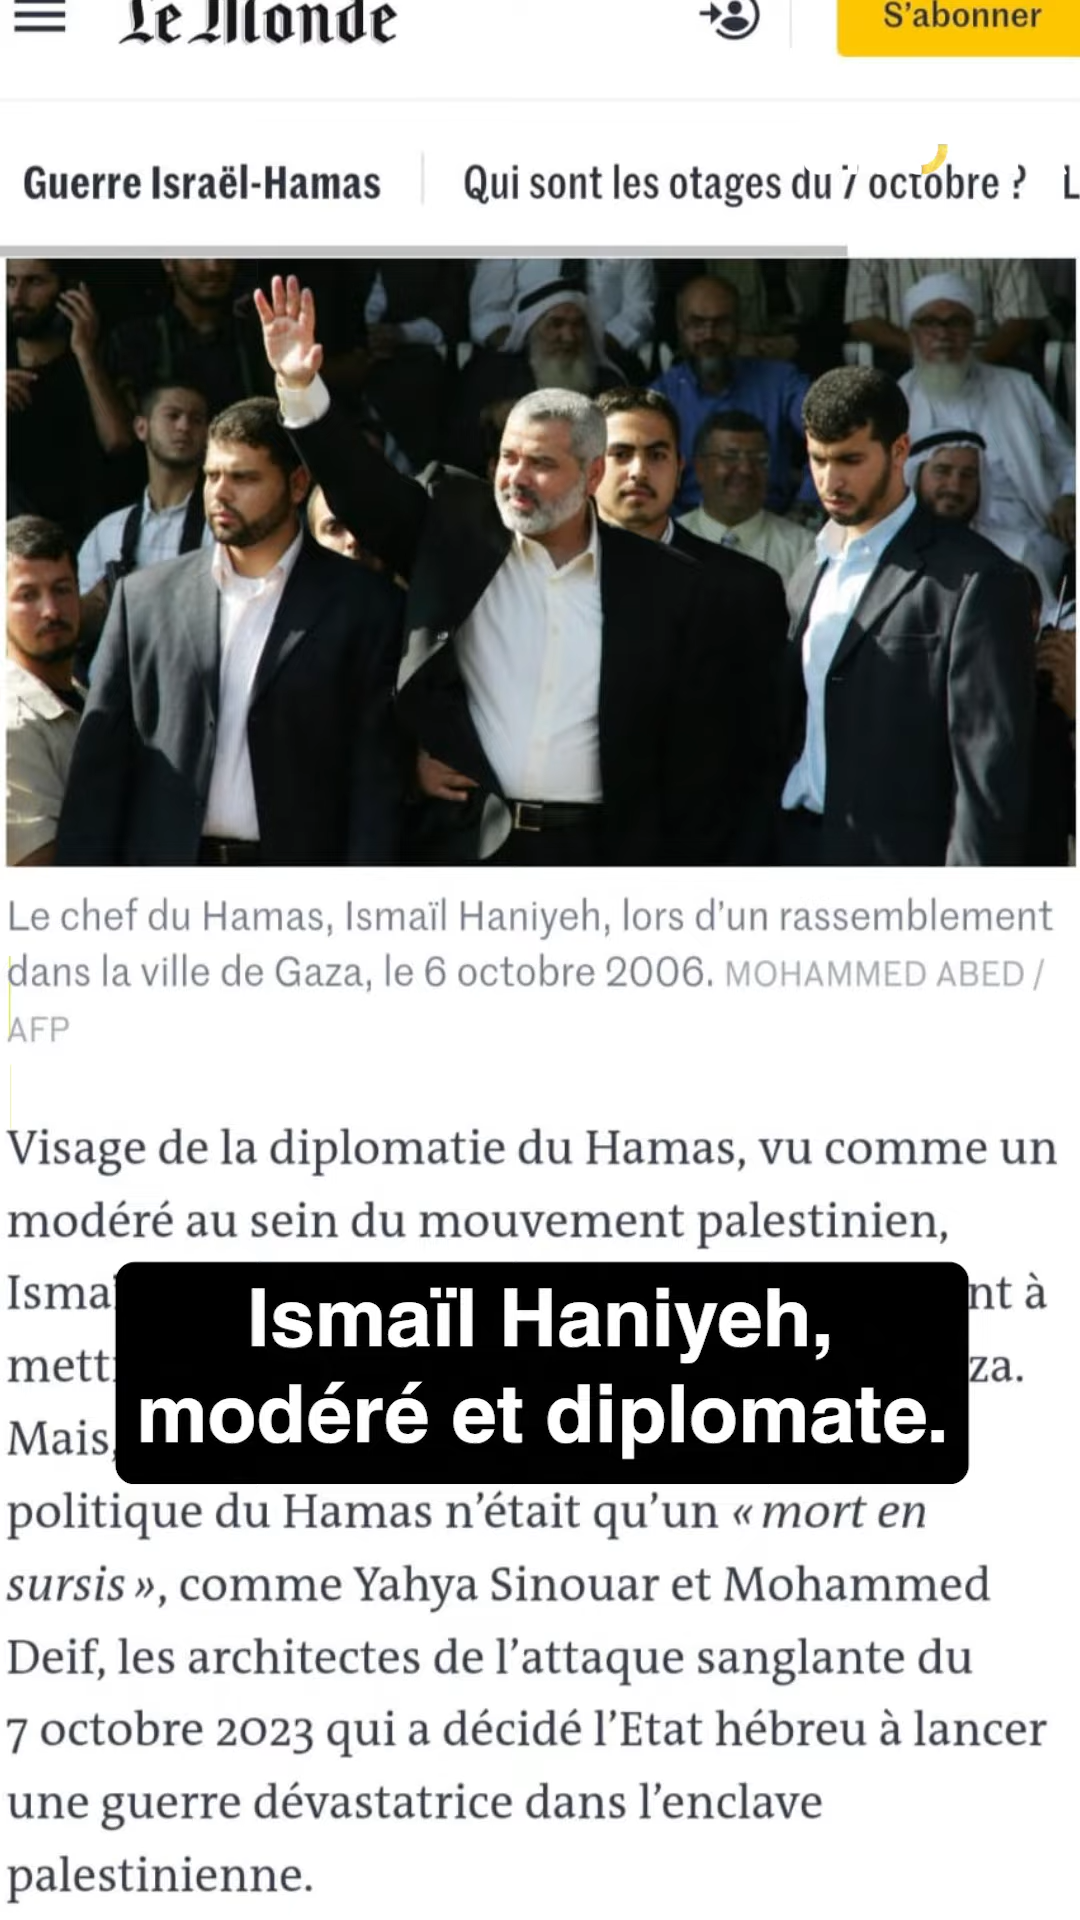 Le Monde
S'abonner
Guerre Israël-Hamas
Qui sont les otages du 7 octobre ?
L
Le chef du Hamas, Ismaïl Haniyeh, lors d'un rassemblement
dans la ville de Gaza, le 6 octobre 2006. MOHAMMED ABED /
AFP
Visage de la diplomatie du Hamas, vu comme un
modéré au sein du mouvement palestinien,
Isma nt à
mett za.
Mais,
Ismaïl Haniyeh,
modéré et diplomate.
politique du Hamas n'était qu'un « mort en
sursis », comme Yahya Sinouar et Mohammed
Deif, les architectes de l'attaque sanglante du
7 octobre 2023 qui a décidé l'Etat hébreu à lancer
une guerre dévastatrice dans l'enclave
palestinienne.